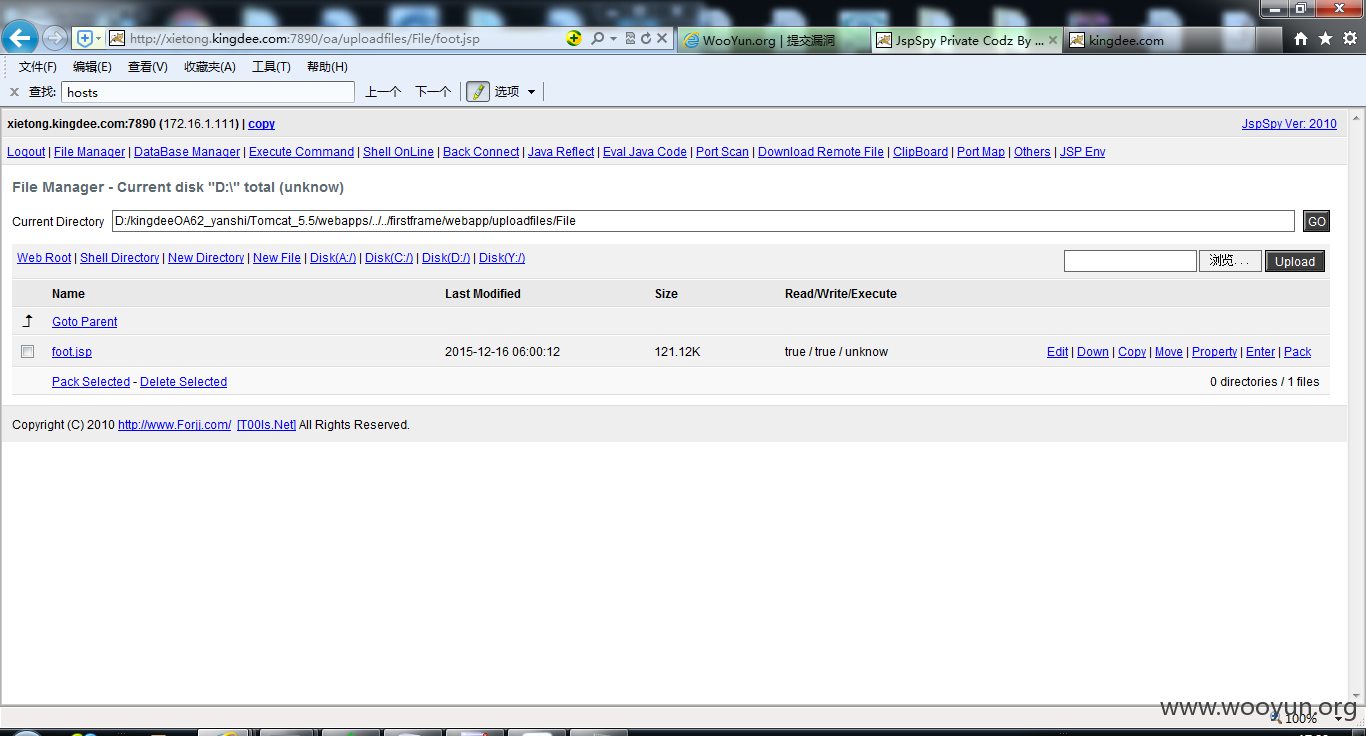 http://xietong.kingdee.com:7890/oa/uploadfiles/File/foot.jsp
WooYun.org | 提交漏洞
JspSpy Private Codz By ...
kingdee.com
文件(F) 编辑(E) 查看(V) 收藏夹(A) 工具(T) 帮助(H)
查找: hosts 上一个 下一个 选项
xietong.kingdee.com:7890 (172.16.1.111) | copy JspSpy Ver: 2010
Logout | File Manager | DataBase Manager | Execute Command | Shell OnLine | Back Connect | Java Reflect | Eval Java Code | Port Scan | Download Remote File | ClipBoard | Port Map | Others | JSP Env
File Manager - Current disk "D:\" total (unknow)
Current Directory D:/kingdeeOA62_yanshi/Tomcat_5.5/webapps/../../firstframe/webapp/uploadfiles/File GO
Web Root | Shell Directory | New Directory | New File | Disk(A:/) | Disk(C:/) | Disk(D:/) | Disk(Y:/) 浏览... Upload
Name Last Modified Size Read/Write/Execute
Goto Parent
foot.jsp 2015-12-16 06:00:12 121.12K true / true / unknow Edit | Down | Copy | Move | Property | Enter | Pack
Pack Selected - Delete Selected 0 directories / 1 files
Copyright (C) 2010 http://www.Forjj.com/ [T00ls.Net] All Rights Reserved.
www.wooyun.org
100%